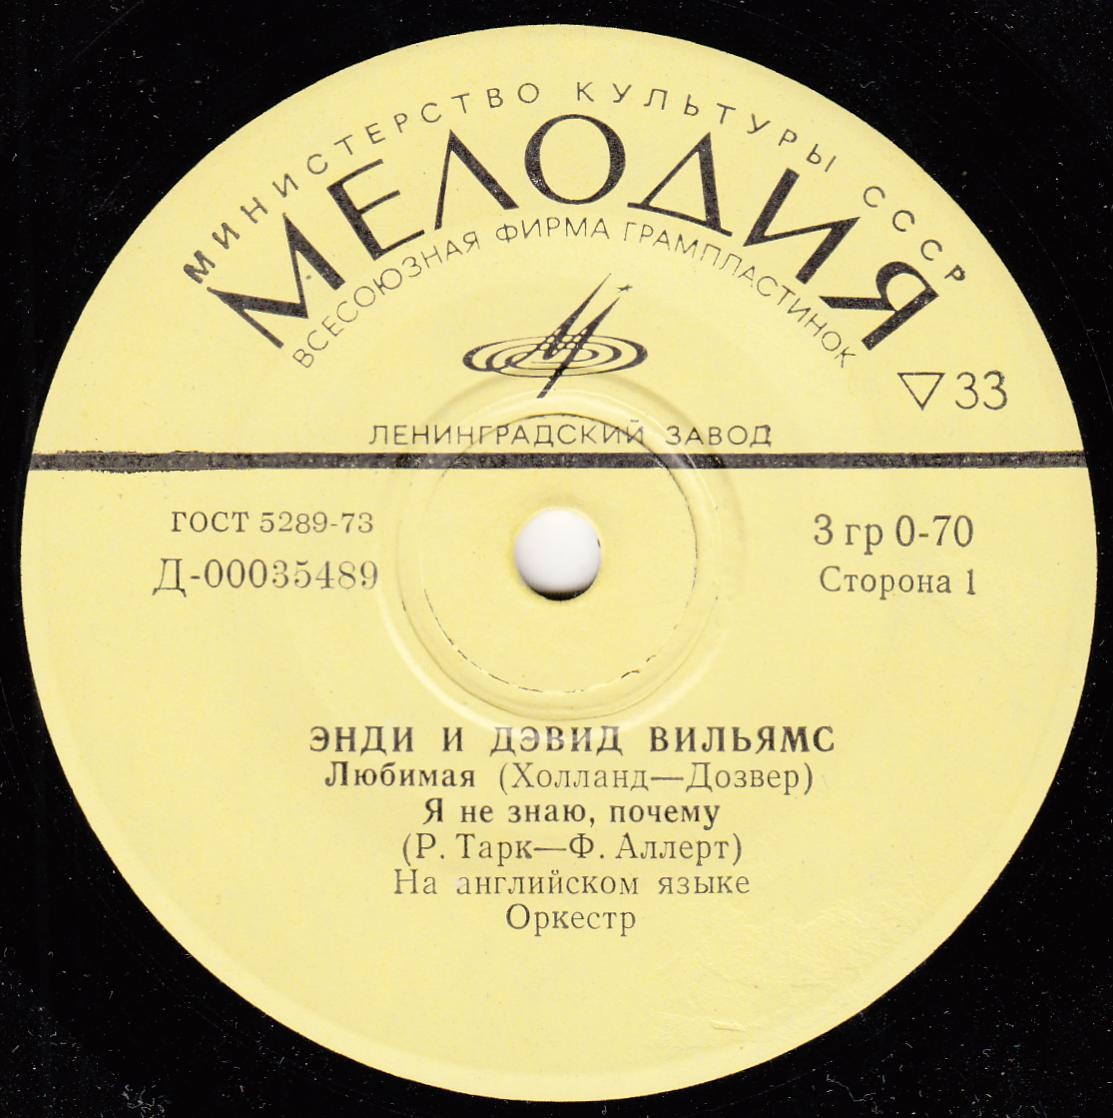 МИНИСТЕРСТВО КУЛЬТУРЫ СССР
МЕЛОДИЯ
ВСЕСОЮЗНАЯ ФИРМА ГРАМПЛАСТИНОК
▽33
ЛЕНИНГРАДСКИЙ ЗАВОД
ГОСТ 5289-73
Д-00035489
3 гр 0-70
Сторона 1
ЭНДИ И ДЭВИД ВИЛЬЯМС
Любимая (Холланд—Дозвер)
Я не знаю, почему
(Р. Тарк—Ф. Аллерт)
На английском языке
Оркестр